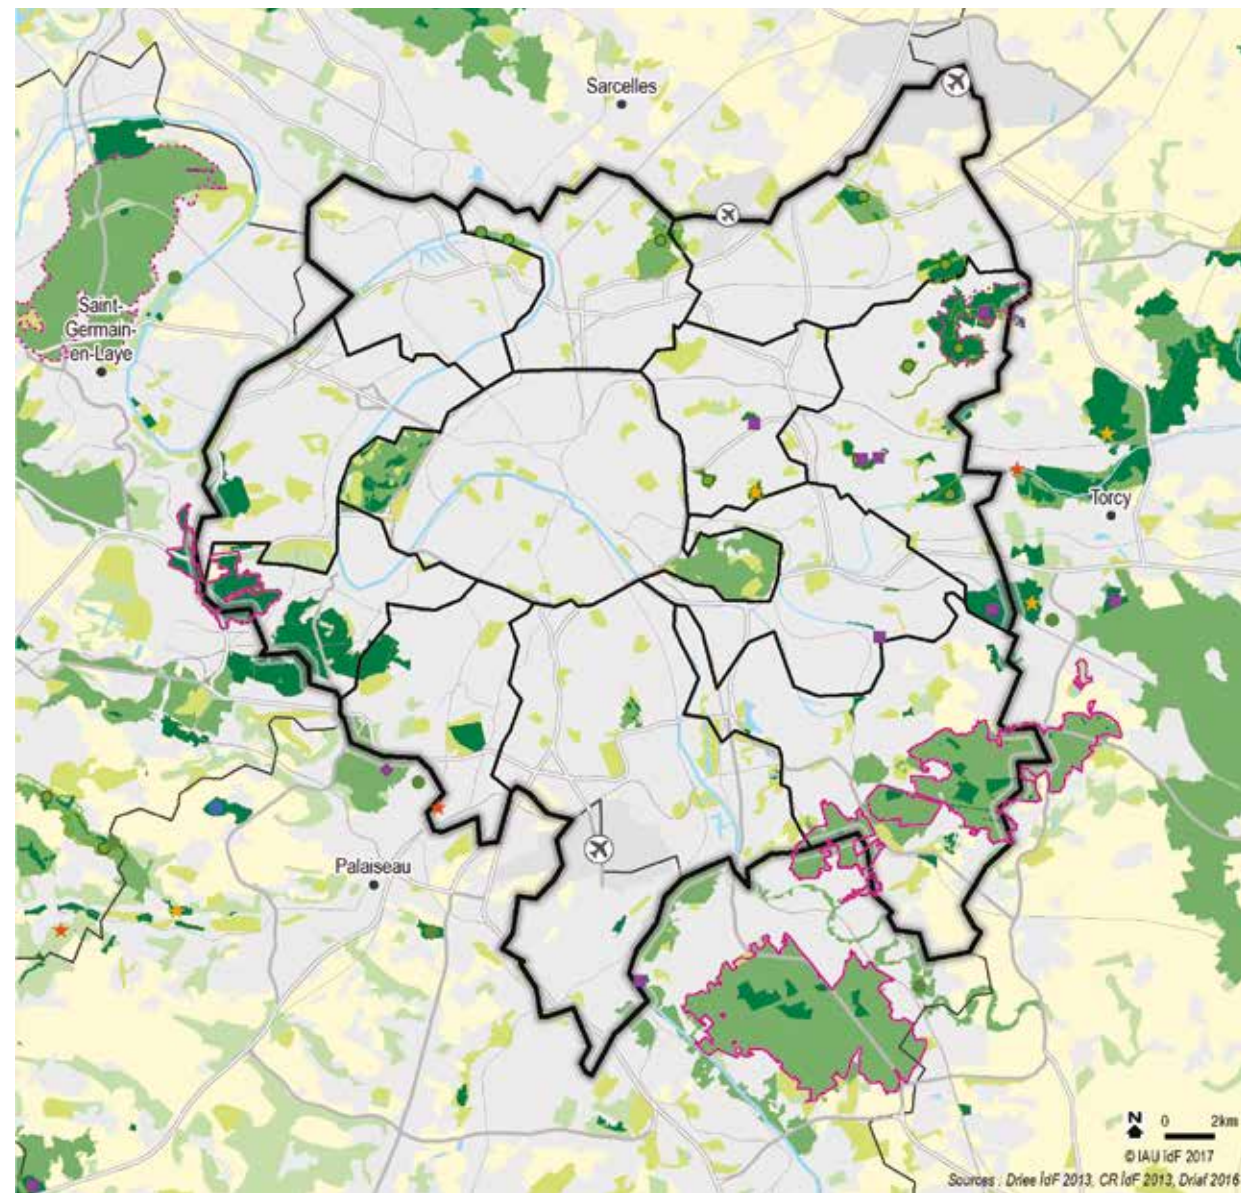 Sarcelles
Saint-
Germain-
en-Laye
Torcy
Palaiseau
N 0 2km
© IAU îdF 2017
Sources : Driee îdF 2013, CR îdF 2013, Driaf 2016